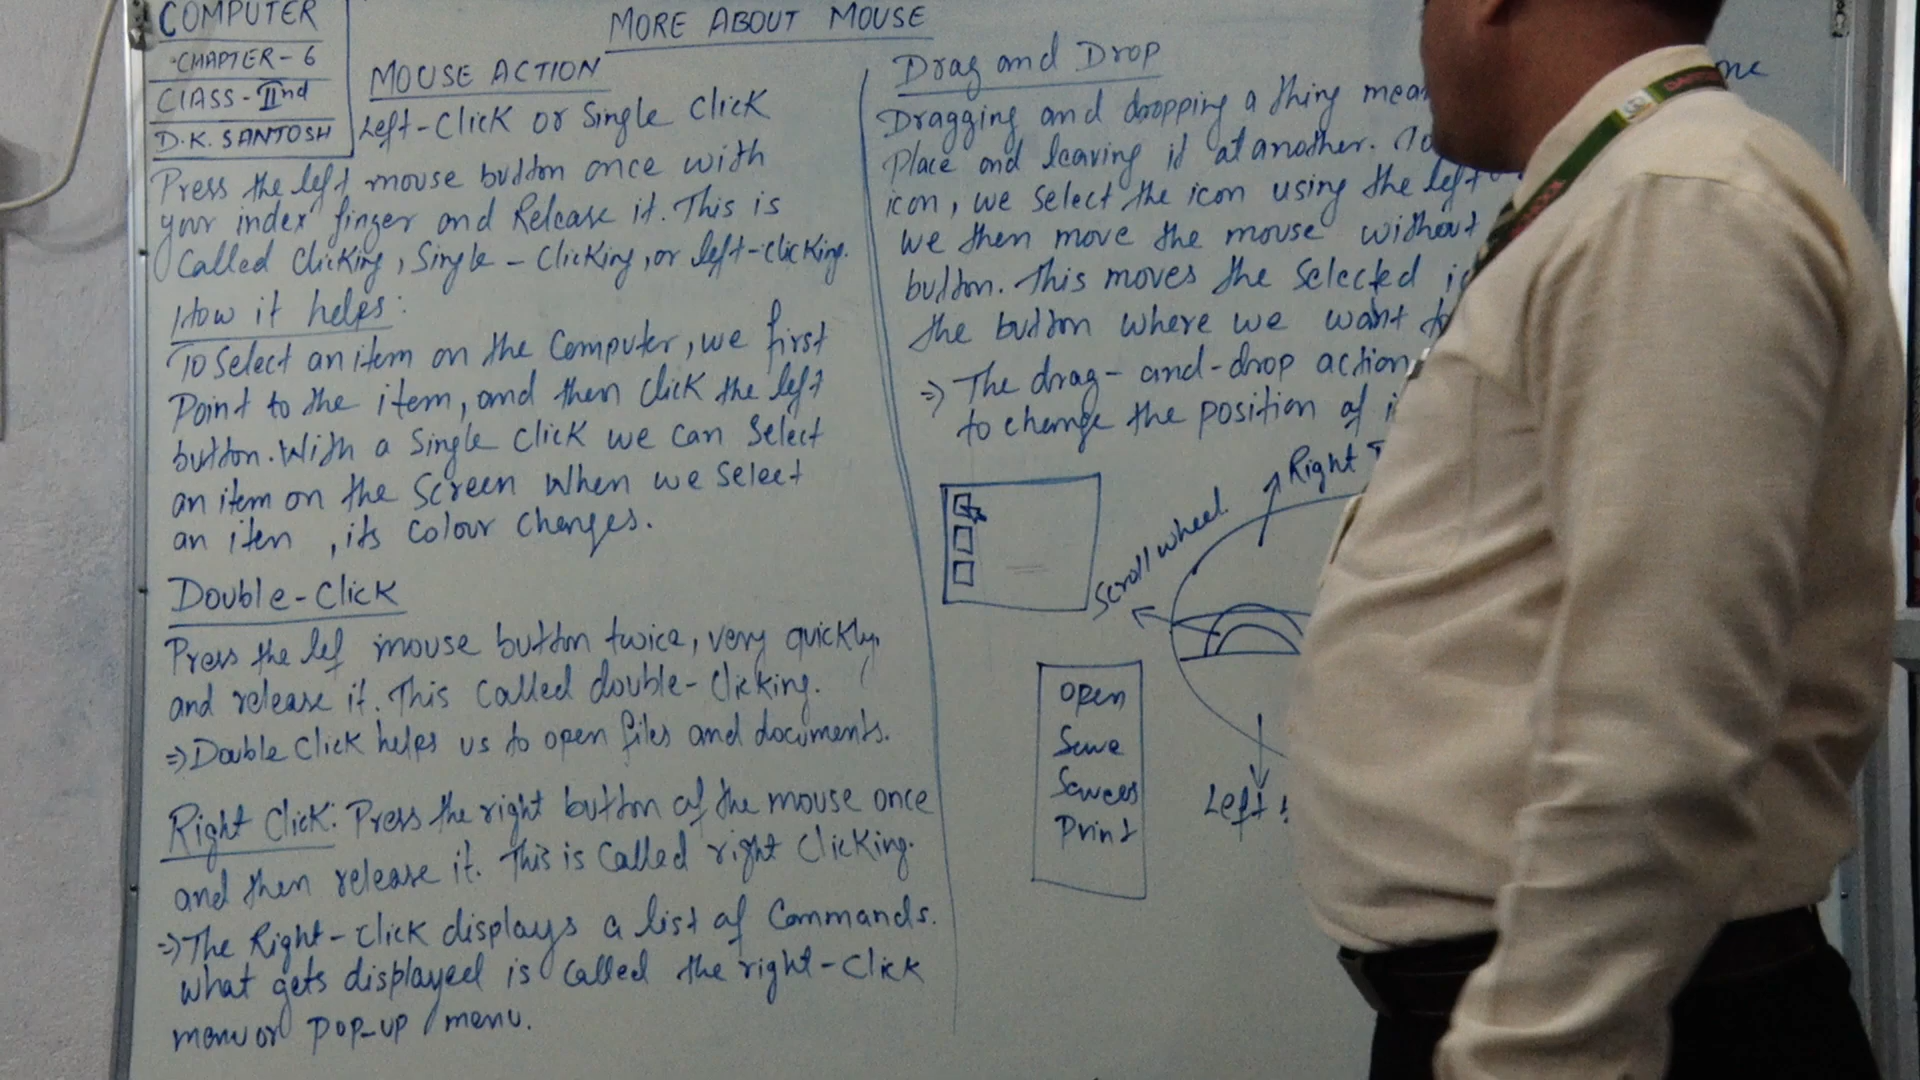 COMPUTER
CHAPTER-6
CLASS-IInd
D.K. SANTOSH
MORE ABOUT MOUSE
MOUSE ACTION
Left-Click or Single Click
Press the left mouse button once with
your index finger and Release it. This is
Called Clicking, Single-Clicking, or left-clicking.
How it helps:
To Select an item on the Computer, we first
Point to the item, and then Click the left
button. With a Single Click we can Select
an item on the Screen When we Select
an iten, its Colour Changes.
Double-Click
Press the lef mouse button twice, very quickly,
and release it. This Called double-Clicking.
=> Double Click helps us to open files and documents.
Right Click: Press the right button of the mouse once
and then release it. This is Called right Clicking.
=> The Right-Click displays a list of Commands.
what gets displayed is Called the right-Click
menu or Pop-up menu.
Drag and Drop
Dragging and dropping a thing
Place and leaving it at another.
icon, we Select the icon using the left
we then move the mouse without
button. This moves the Selected
the button where we want
=> The drag-and-drop action
to change the position of
Right
Scroll wheel
Open
Save
Print
Left